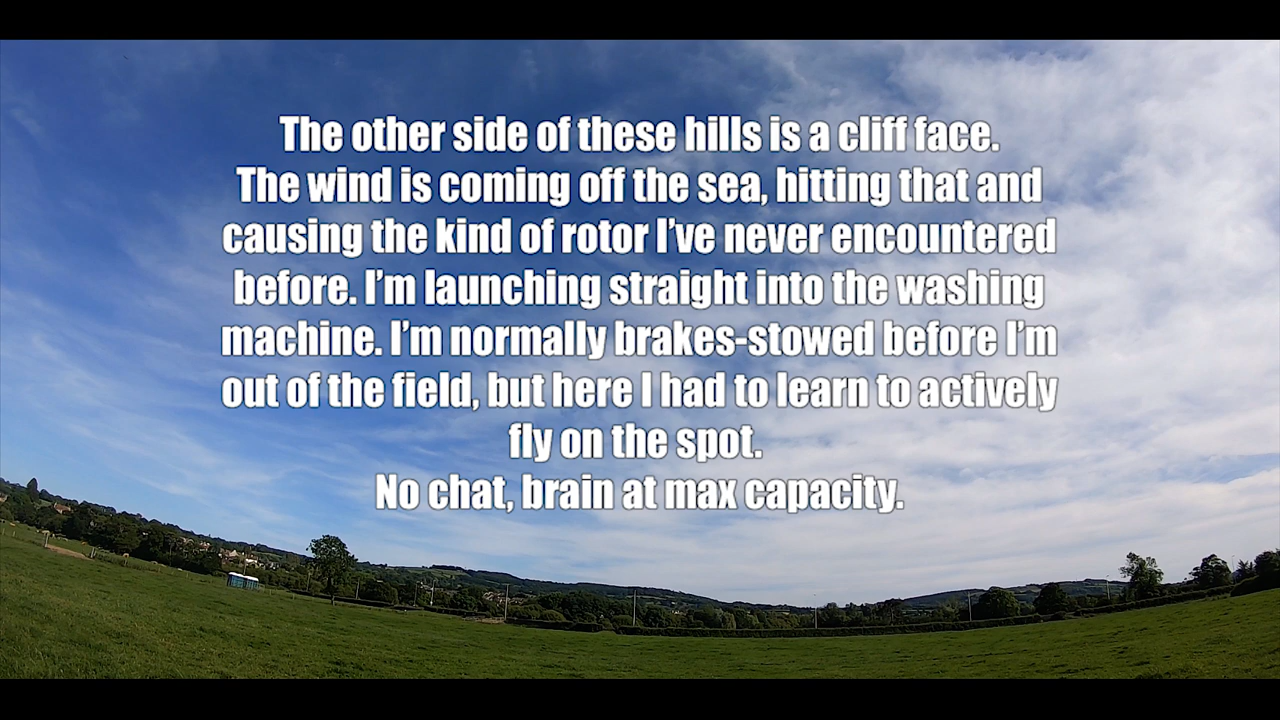 The other side of these hills is a cliff face.
The wind is coming off the sea, hitting that and
causing the kind of rotor I’ve never encountered
before. I’m launching straight into the washing
machine. I’m normally brakes-stowed before I’m
out of the field, but here I had to learn to actively
fly on the spot.
No chat, brain at max capacity.